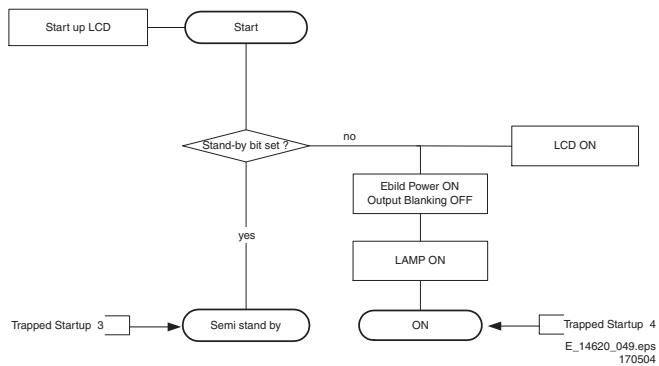 Start up LCD
Start
Stand-by bit set ?
no
LCD ON
Ebild Power ON
Output Blanking OFF
yes
LAMP ON
Trapped Startup 3
Semi stand by
ON
Trapped Startup 4
E_14620_049.eps
170504